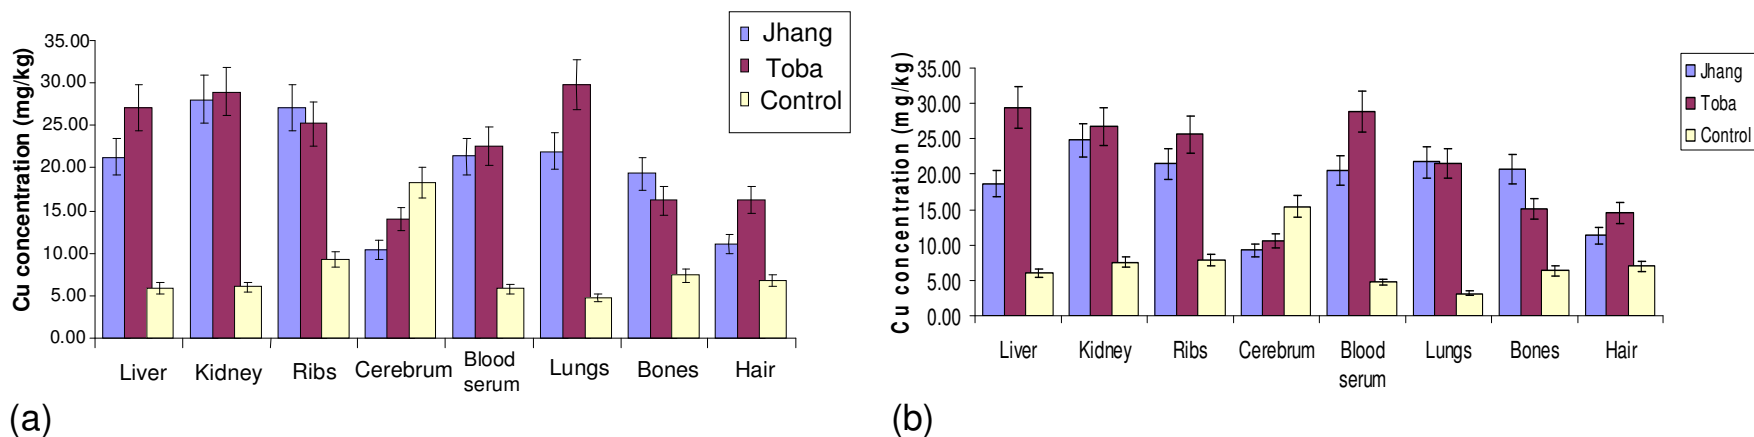 Cu concentration (mg/kg)
35.00
30.00
25.00
20.00
15.00
10.00
5.00
0.00
Liver Kidney Ribs Cerebrum Blood serum Lungs Bones Hair
Jhang
Toba
Control
(a)
Cu concentration (mg/kg)
35.00
30.00
25.00
20.00
15.00
10.00
5.00
0.00
Liver Kidney Ribs Cerebrum Blood serum Lungs Bones Hair
Jhang
Toba
Control
(b)